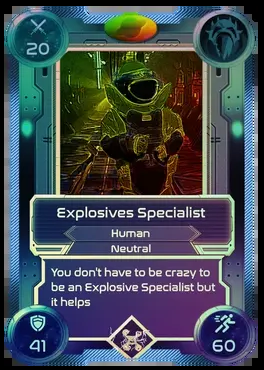 20
Explosives Specialist
Human
Neutral
You don't have to be crazy to
be an Explosive Specialist but
it helps
41
60